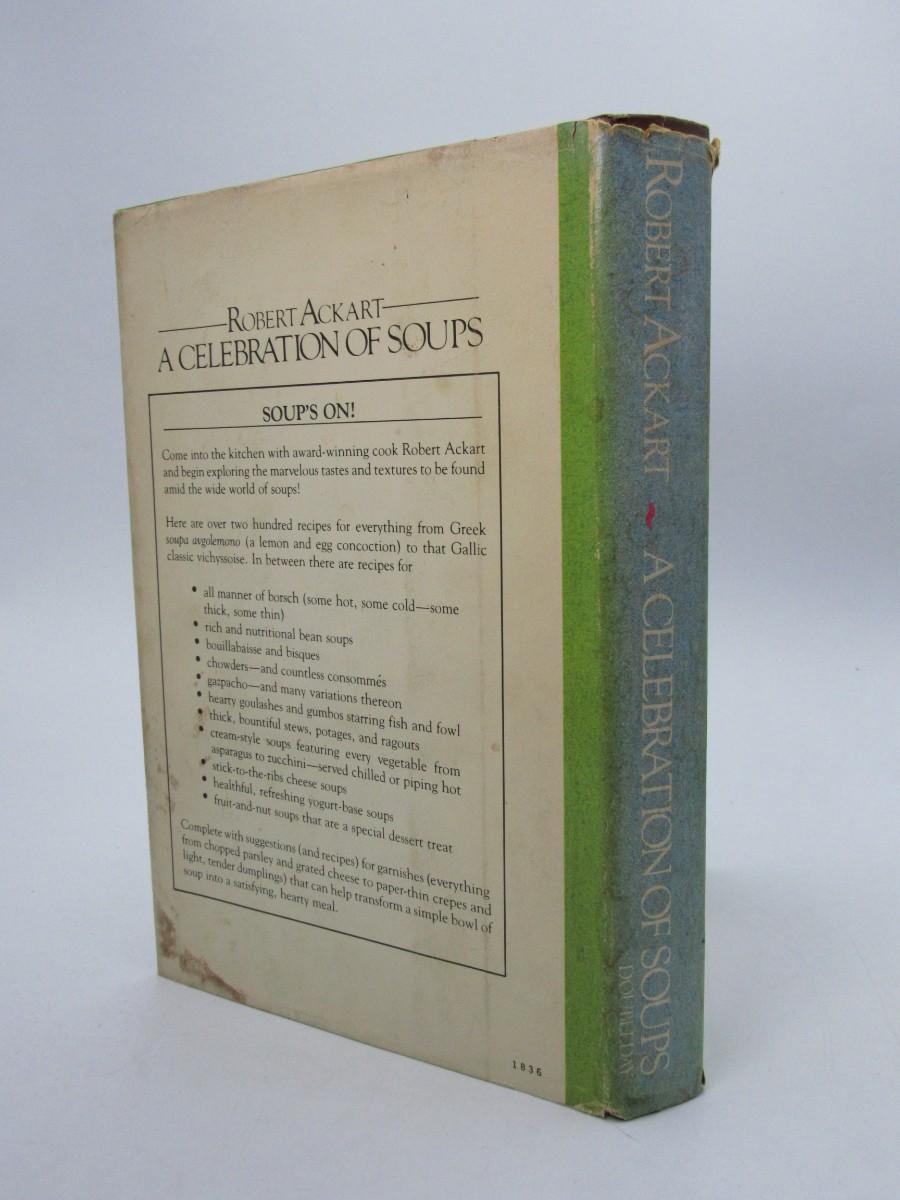 ROBERT ACKART
A CELEBRATION OF SOUPS
SOUP'S ON!
Come into the kitchen with award-winning cook Robert Ackart
and begin exploring the marvelous tastes and textures to be found
amid the wide world of soups!
Here are over two hundred recipes for everything from Greek
soupa avgolemono (a lemon and egg concoction) to that Gallic
classic vichyssoise. In between there are recipes for
• all manner of borsch (some hot, some cold—some
thick, some thin)
• rich and nutritional bean soups
• bouillabaisse and bisques
• chowders—and countless consommés
• gazpacho—and many variations thereon
• hearty goulashes and gumbos starring fish and fowl
• thick, bountiful stews, potages, and ragouts
• cream-style soups featuring every vegetable from
asparagus to zucchini—served chilled or piping hot
• stick-to-the-ribs cheese soups
• healthful, refreshing yogurt-base soups
• fruit-and-nut soups that are a special dessert treat
Complete with suggestions (and recipes) for garnishes (everything
from chopped parsley and grated cheese to paper-thin crepes and
light, tender dumplings) that can help transform a simple bowl of
soup into a satisfying, hearty meal.
1836
ROBERT ACKART ~ A CELEBRATION OF SOUPS
DOUBLEDAY